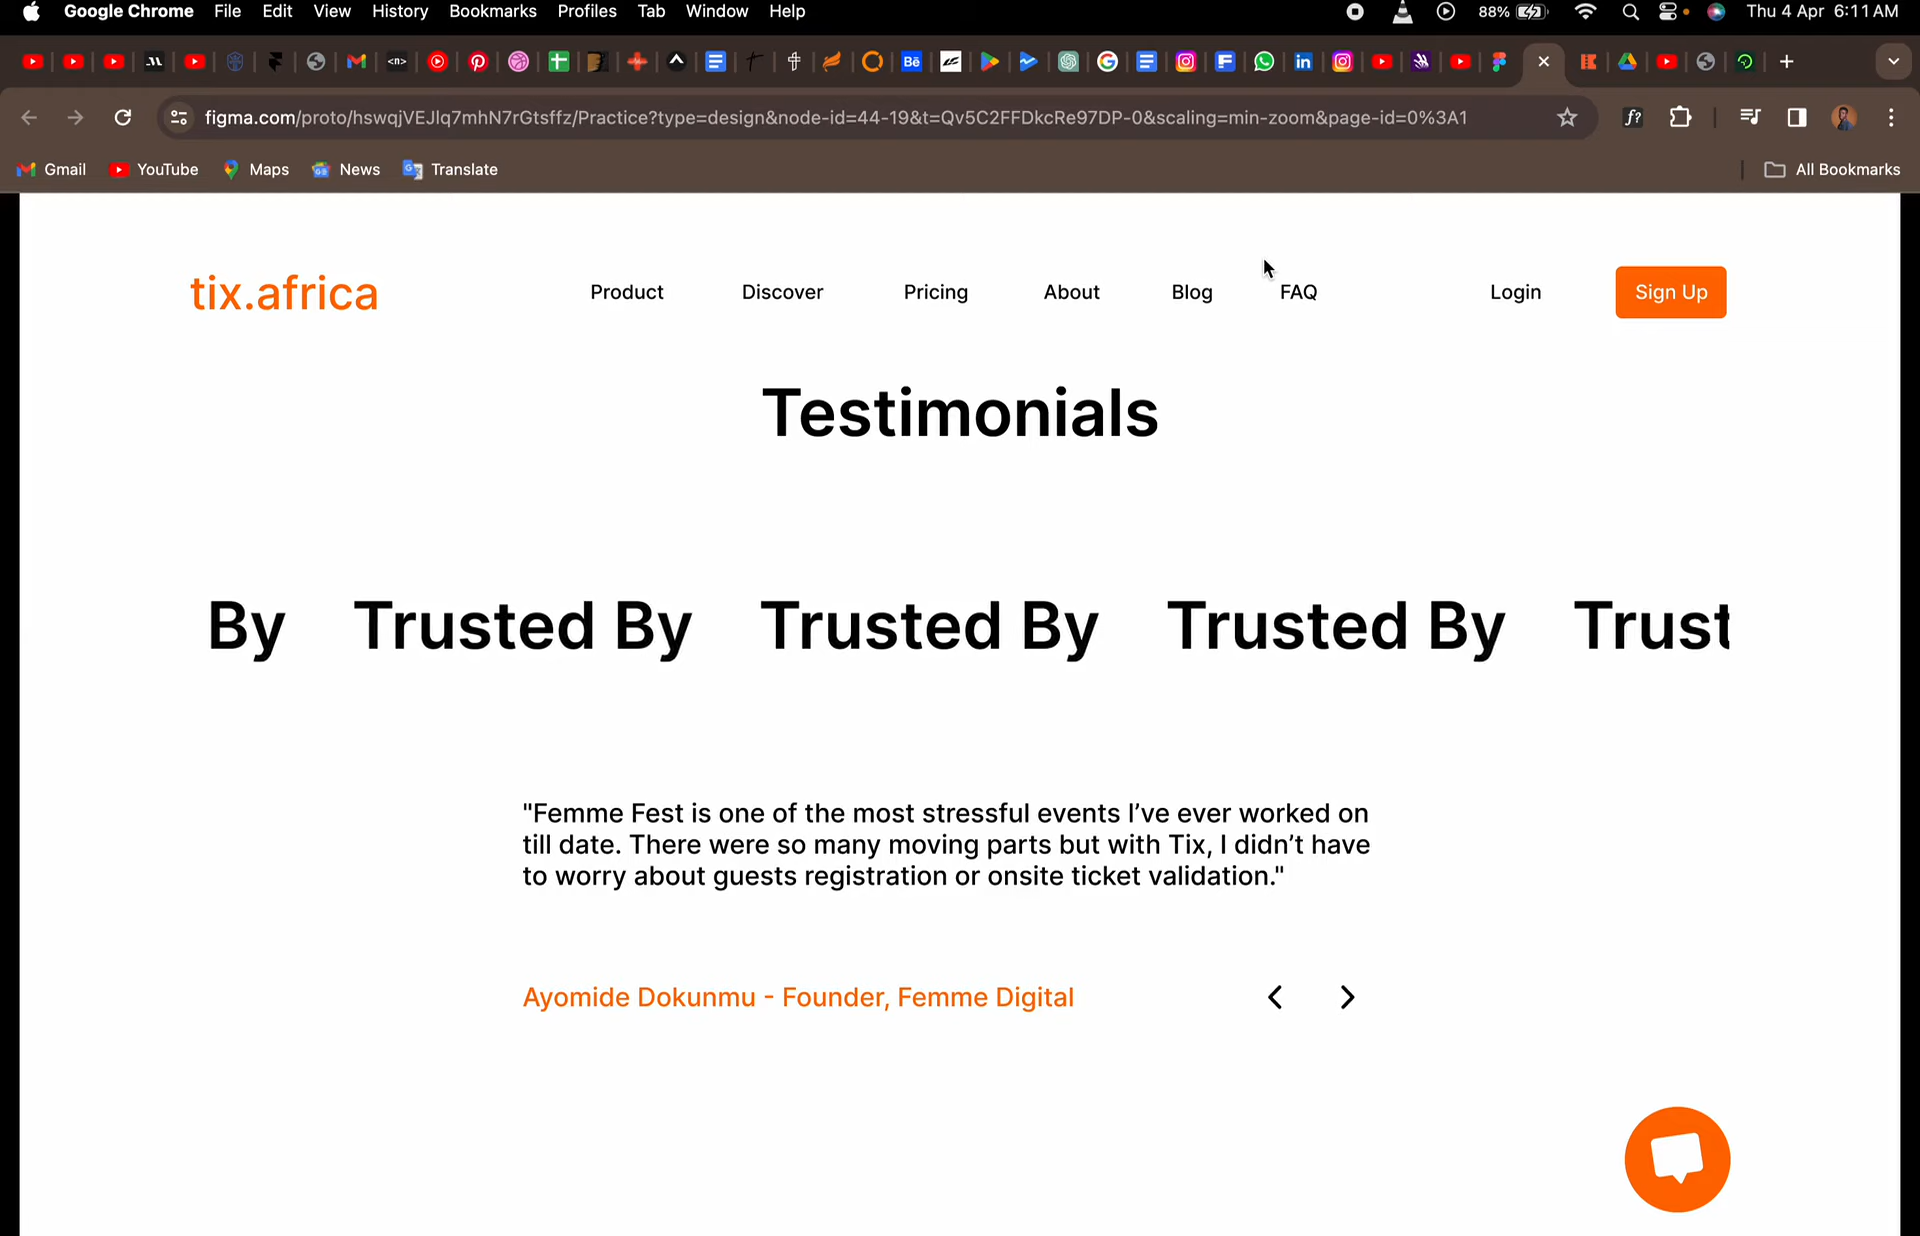 Google Chrome File Edit View History Bookmarks Profiles Tab Window Help 88% Thu 4 Apr 6:11 AM
figma.com/proto/hswqjVEJlq7mhN7rGtsffz/Practice?type=design&node-id=44-19&t=Qv5C2FFDkcRe97DP-0&scaling=min-zoom&page-id=0%3A1
Gmail YouTube Maps News Translate All Bookmarks
tix.africa Product Discover Pricing About Blog FAQ Login Sign Up
Testimonials
By Trusted By Trusted By Trusted By Trust
"Femme Fest is one of the most stressful events I’ve ever worked on
till date. There were so many moving parts but with Tix, I didn’t have
to worry about guests registration or onsite ticket validation."
Ayomide Dokunmu - Founder, Femme Digital